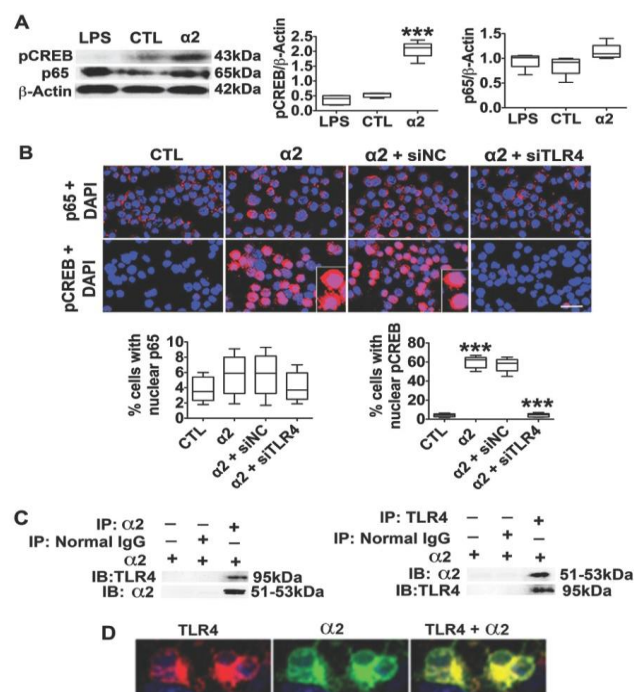 A
LPS CTL α2
pCREB 43kDa
p65 65kDa
β-Actin 42kDa
pCREB/β-Actin
2.5
2.0
1.5
1.0
0.5
0.0
***
LPS CTL α2
p65/β-Actin
1.5
1.0
0.5
0.0
LPS CTL α2
B
CTL α2 α2 + siNC α2 + siTLR4
p65 + DAPI
pCREB + DAPI
% cells with nuclear p65
10
8
6
4
2
0
CTL α2 α2 + siNC α2 + siTLR4
% cells with nuclear pCREB
80
60
40
20
0
*** ***
CTL α2 α2 + siNC α2 + siTLR4
C
IP: α2 − − +
IP: Normal IgG − + −
α2 + + +
IB:TLR4 95kDa
IB: α2 51-53kDa
IP: TLR4 − − +
IP: Normal IgG − + −
α2 + + +
IB: α2 51-53kDa
IB:TLR4 95kDa
D
TLR4 α2 TLR4 + α2